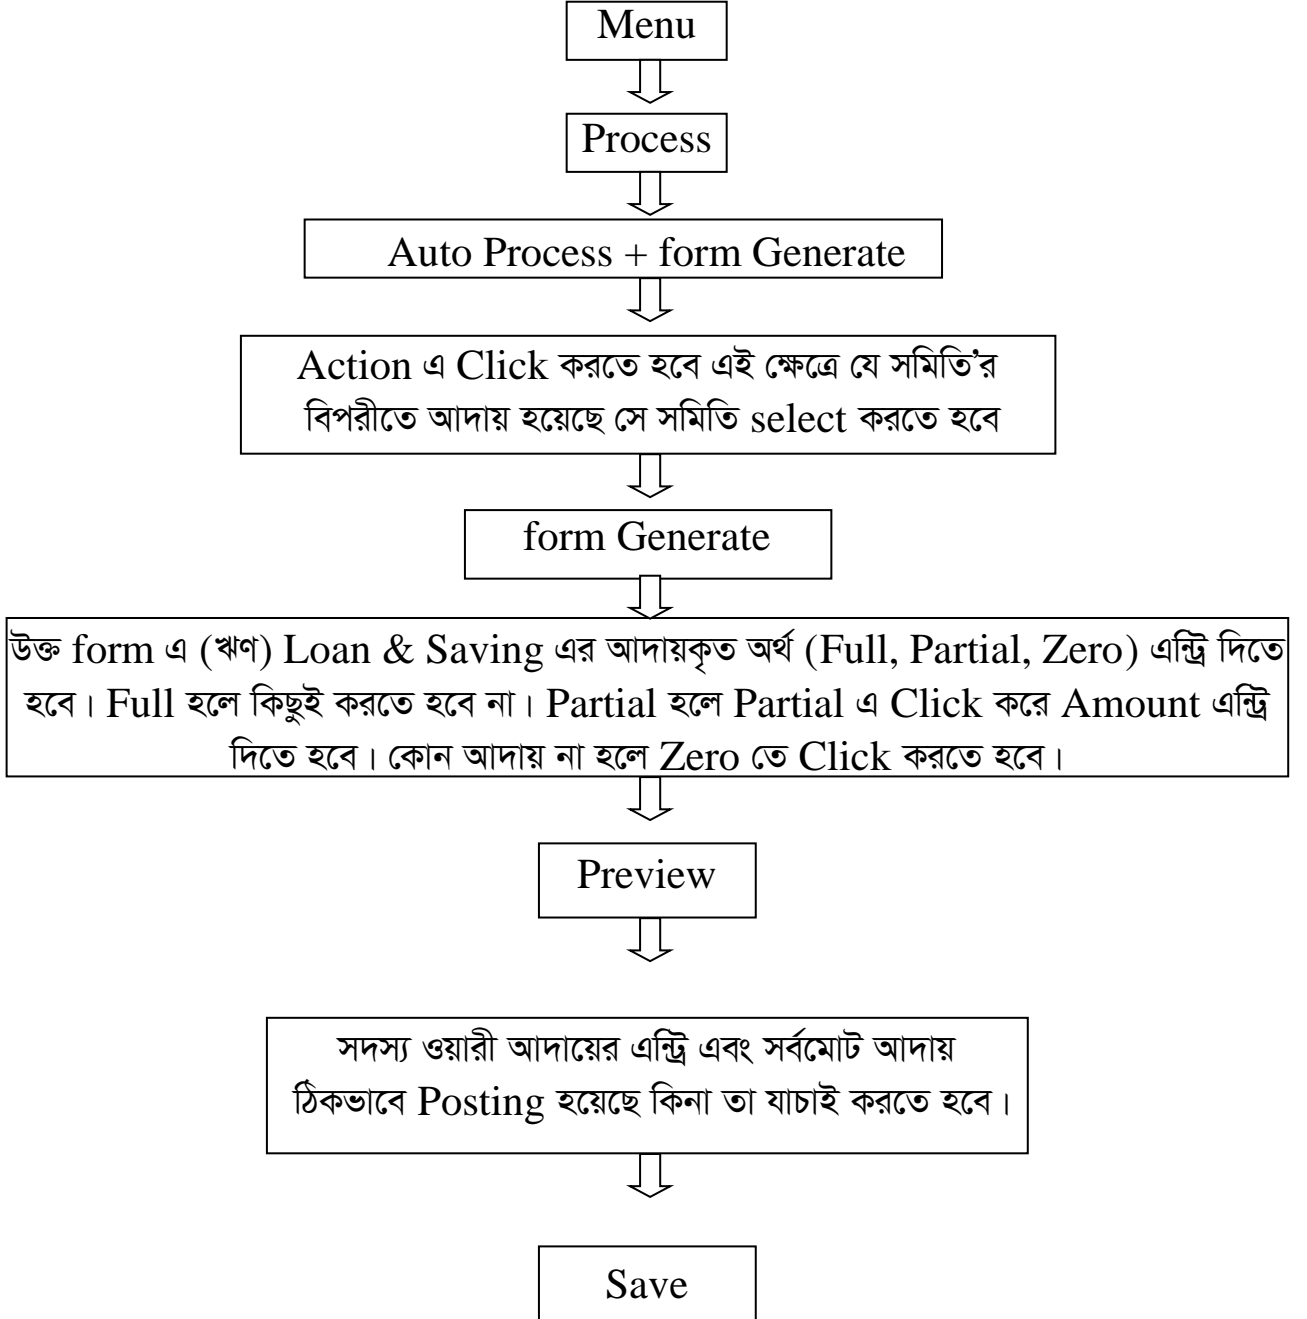 Menu
Process
Auto Process + form Generate
Action এ Click করতে হবে এই ক্ষেত্রে যে সমিতি’র
বিপরীতে আদায় হয়েছে সে সমিতি select করতে হবে
form Generate
উক্ত form এ (ঋণ) Loan & Saving এর আদায়কৃত অর্থ (Full, Partial, Zero) এন্ট্রি দিতে
হবে। Full হলে কিছুই করতে হবে না। Partial হলে Partial এ Click করে Amount এন্ট্রি
দিতে হবে। কোন আদায় না হলে Zero তে Click করতে হবে।
Preview
সদস্য ওয়ারী আদায়ের এন্ট্রি এবং সর্বমোট আদায়
ঠিকভাবে Posting হয়েছে কিনা তা যাচাই করতে হবে।
Save